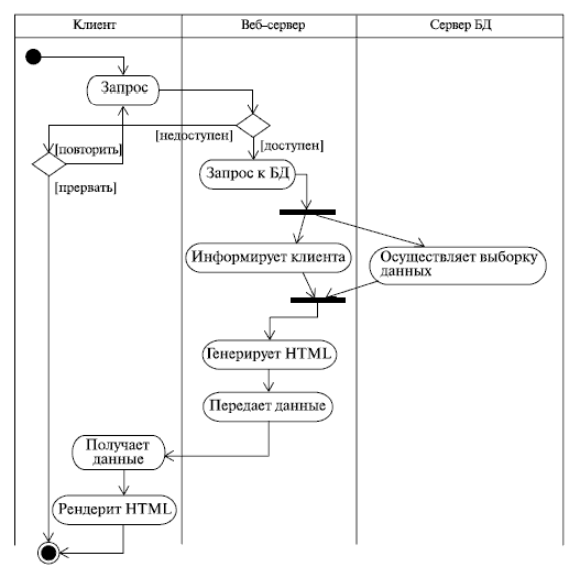 Клиент
Веб-сервер
Сервер БД
Запрос
[недоступен]
[доступен]
[повторить]
[прервать]
Запрос к БД
Информирует клиента
Осуществляет выборку
данных
Генерирует HTML
Передает данные
Получает
данные
Рендерит HTML